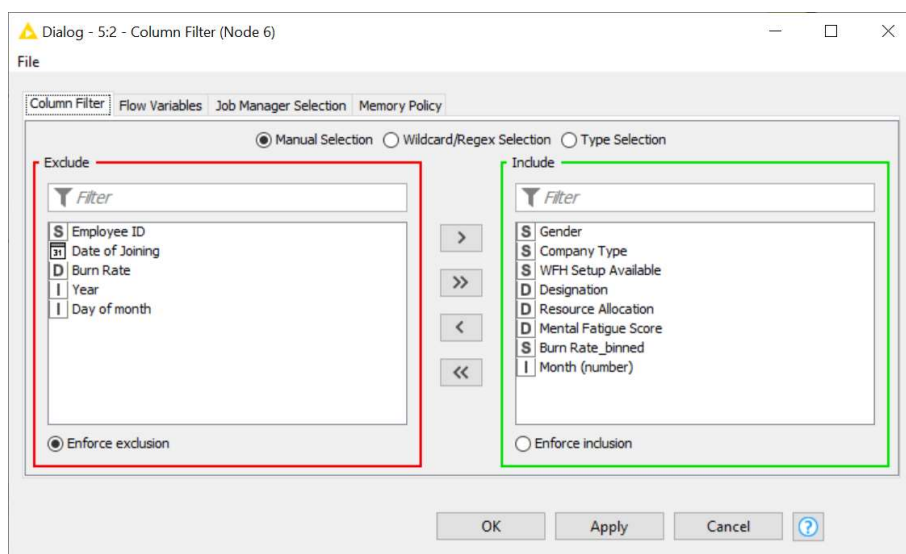 Dialog - 5:2 - Column Filter (Node 6)
File
Column Filter Flow Variables Job Manager Selection Memory Policy
Manual Selection Wildcard/Regex Selection Type Selection
Exclude
Filter
S Employee ID
31 Date of Joining
D Burn Rate
I Year
I Day of month
Enforce exclusion
>
>>
<
<<
Include
Filter
S Gender
S Company Type
S WFH Setup Available
D Designation
D Resource Allocation
D Mental Fatigue Score
S Burn Rate_binned
I Month (number)
Enforce inclusion
OK Apply Cancel ?